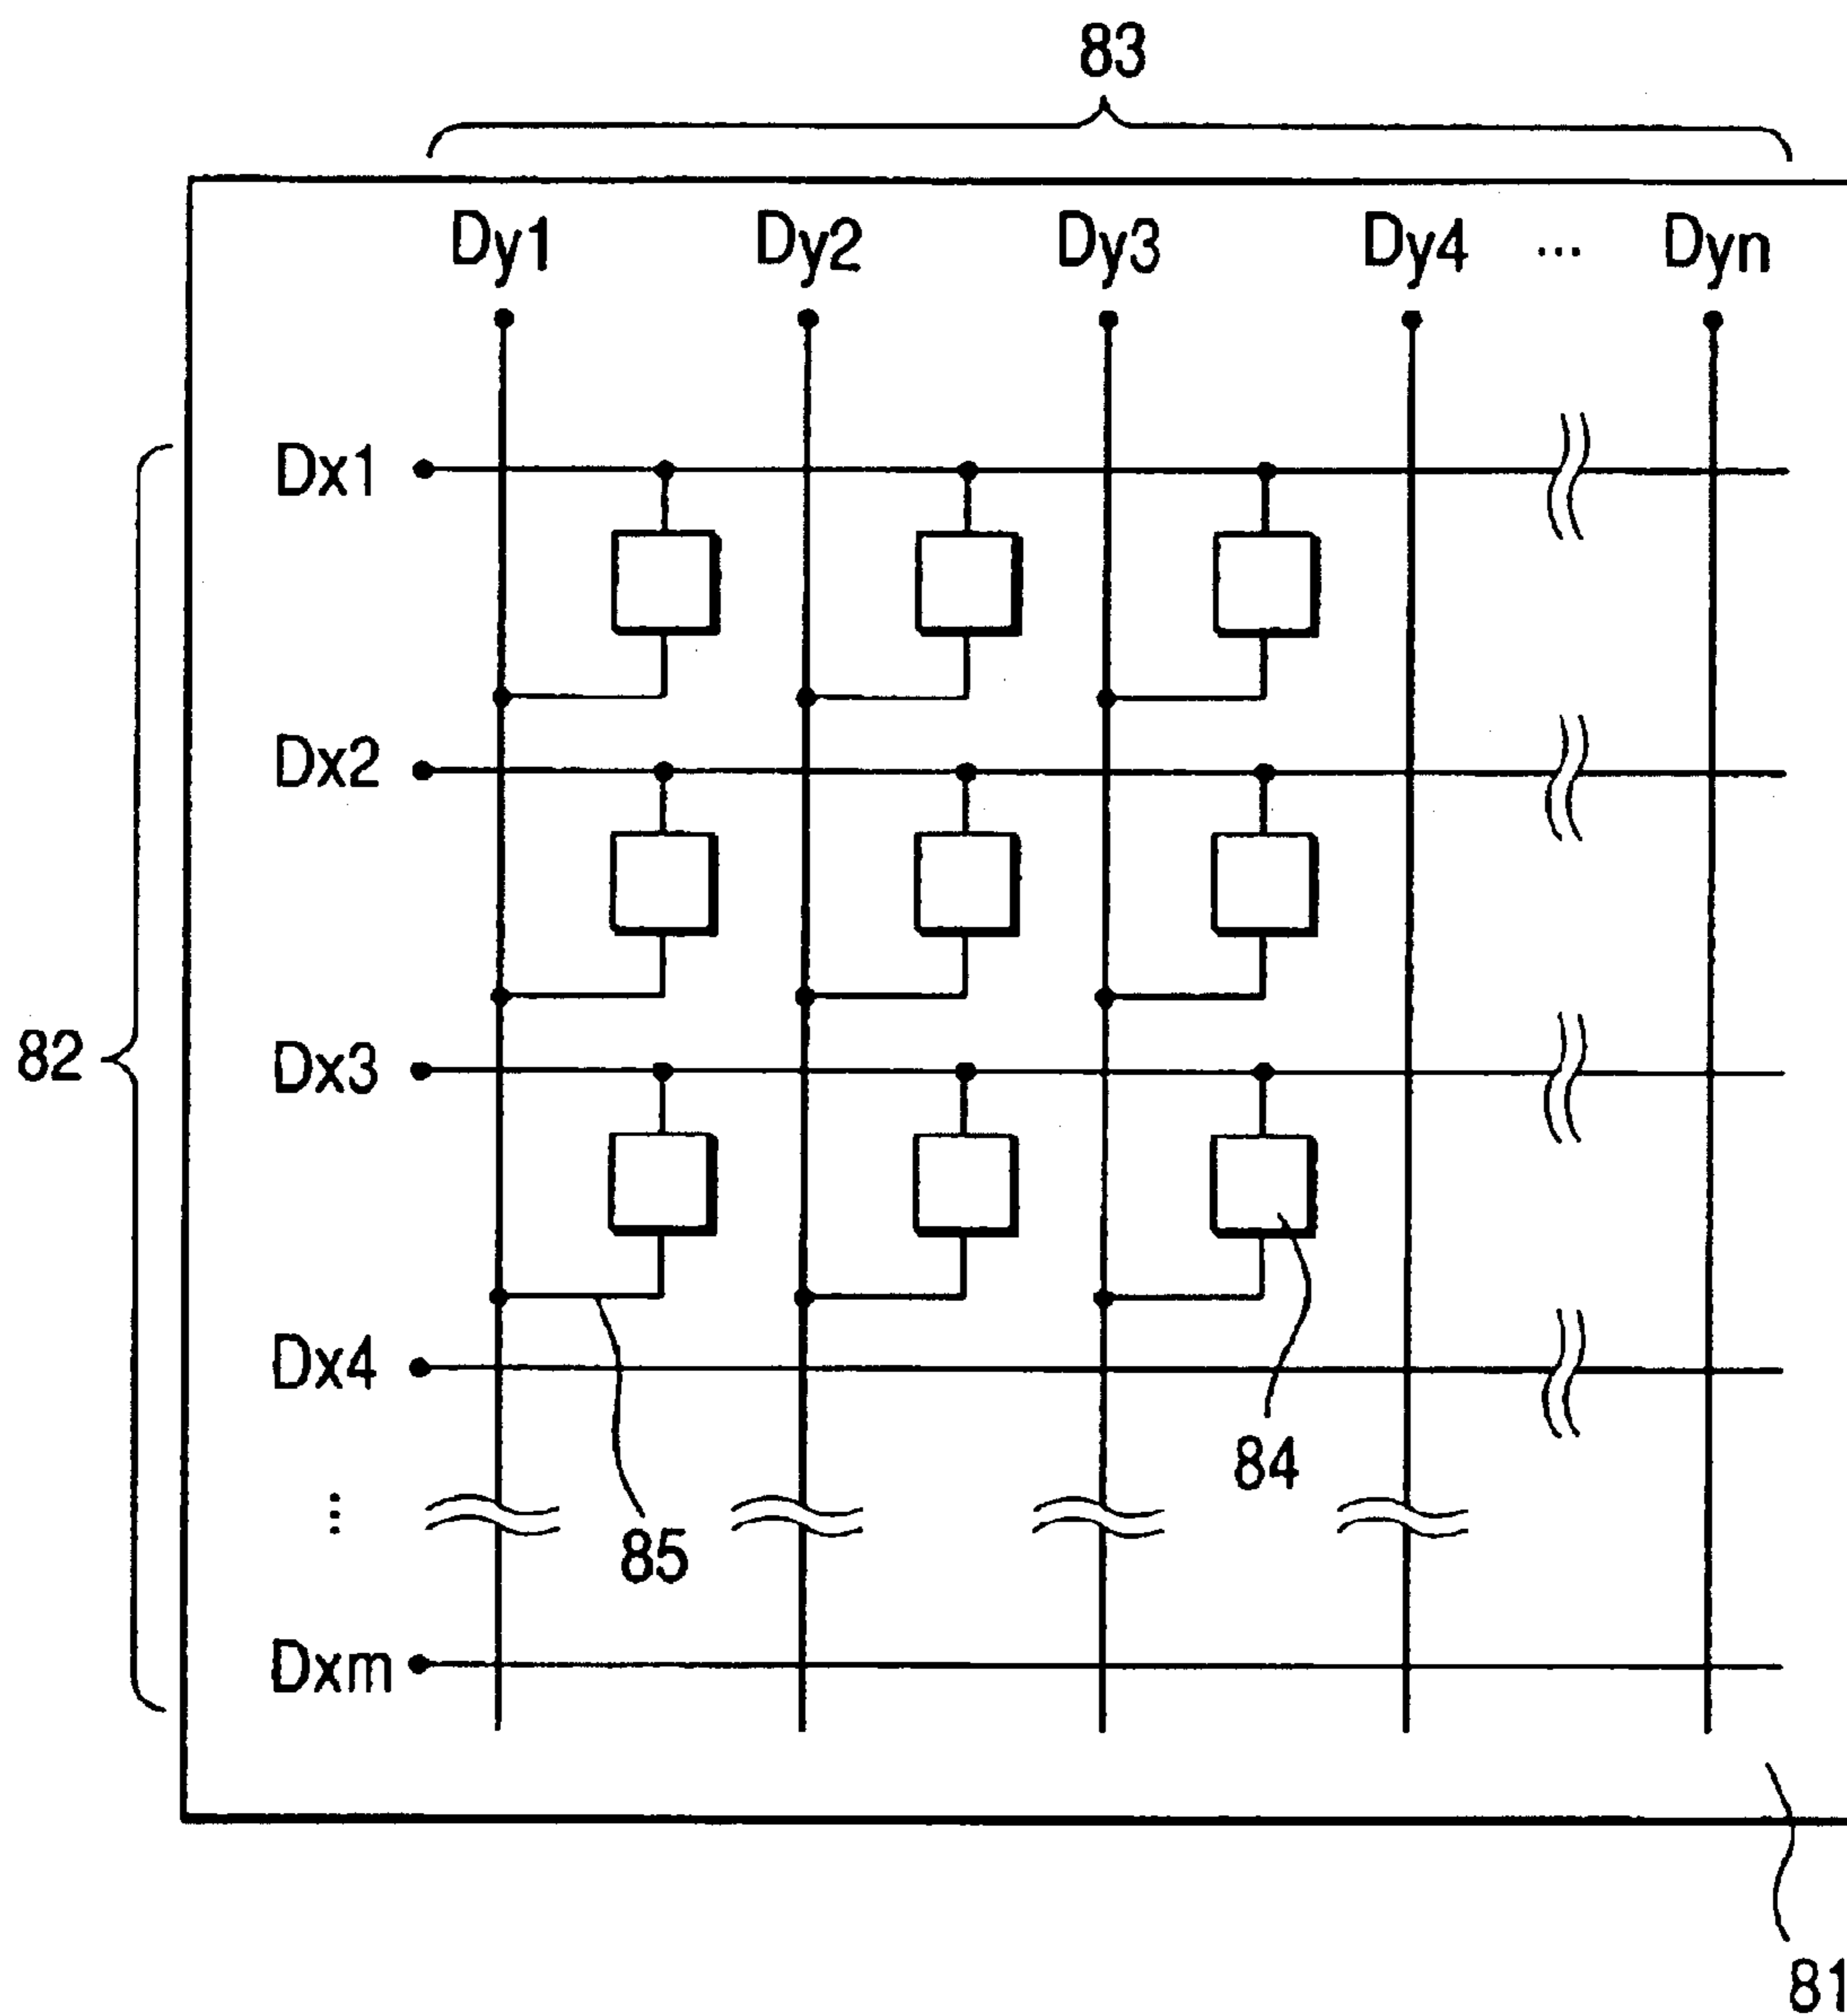 83
Dy1 Dy2 Dy3 Dy4 ... Dyn
Dx1
Dx2
82
Dx3
Dx4
84
⋮
85
Dxm
81